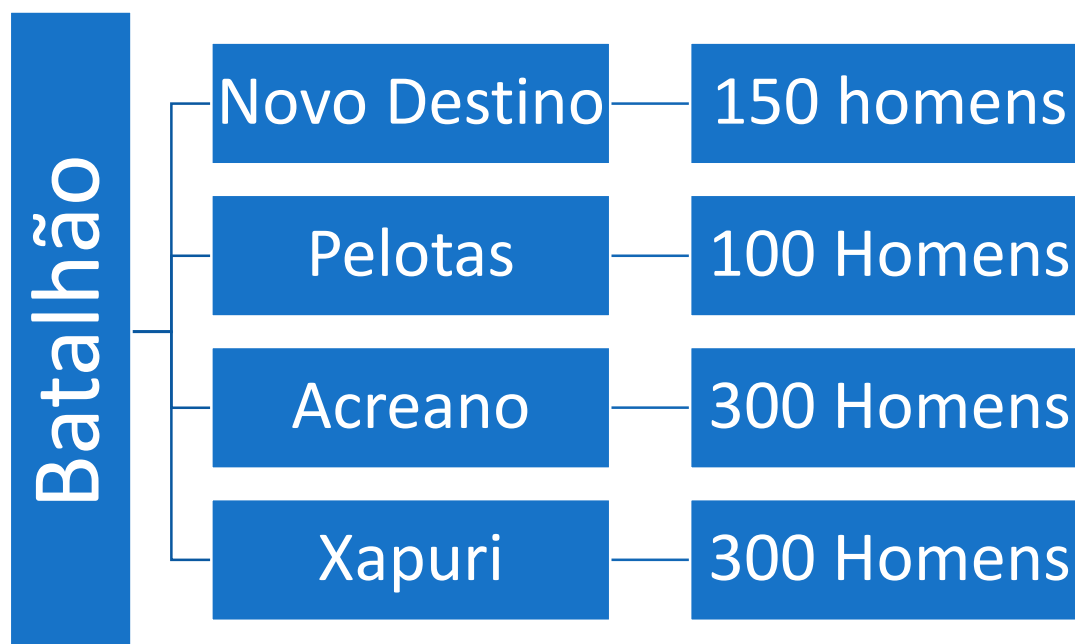 Batalhão
Novo Destino
150 homens
Pelotas
100 Homens
Acreano
300 Homens
Xapuri
300 Homens